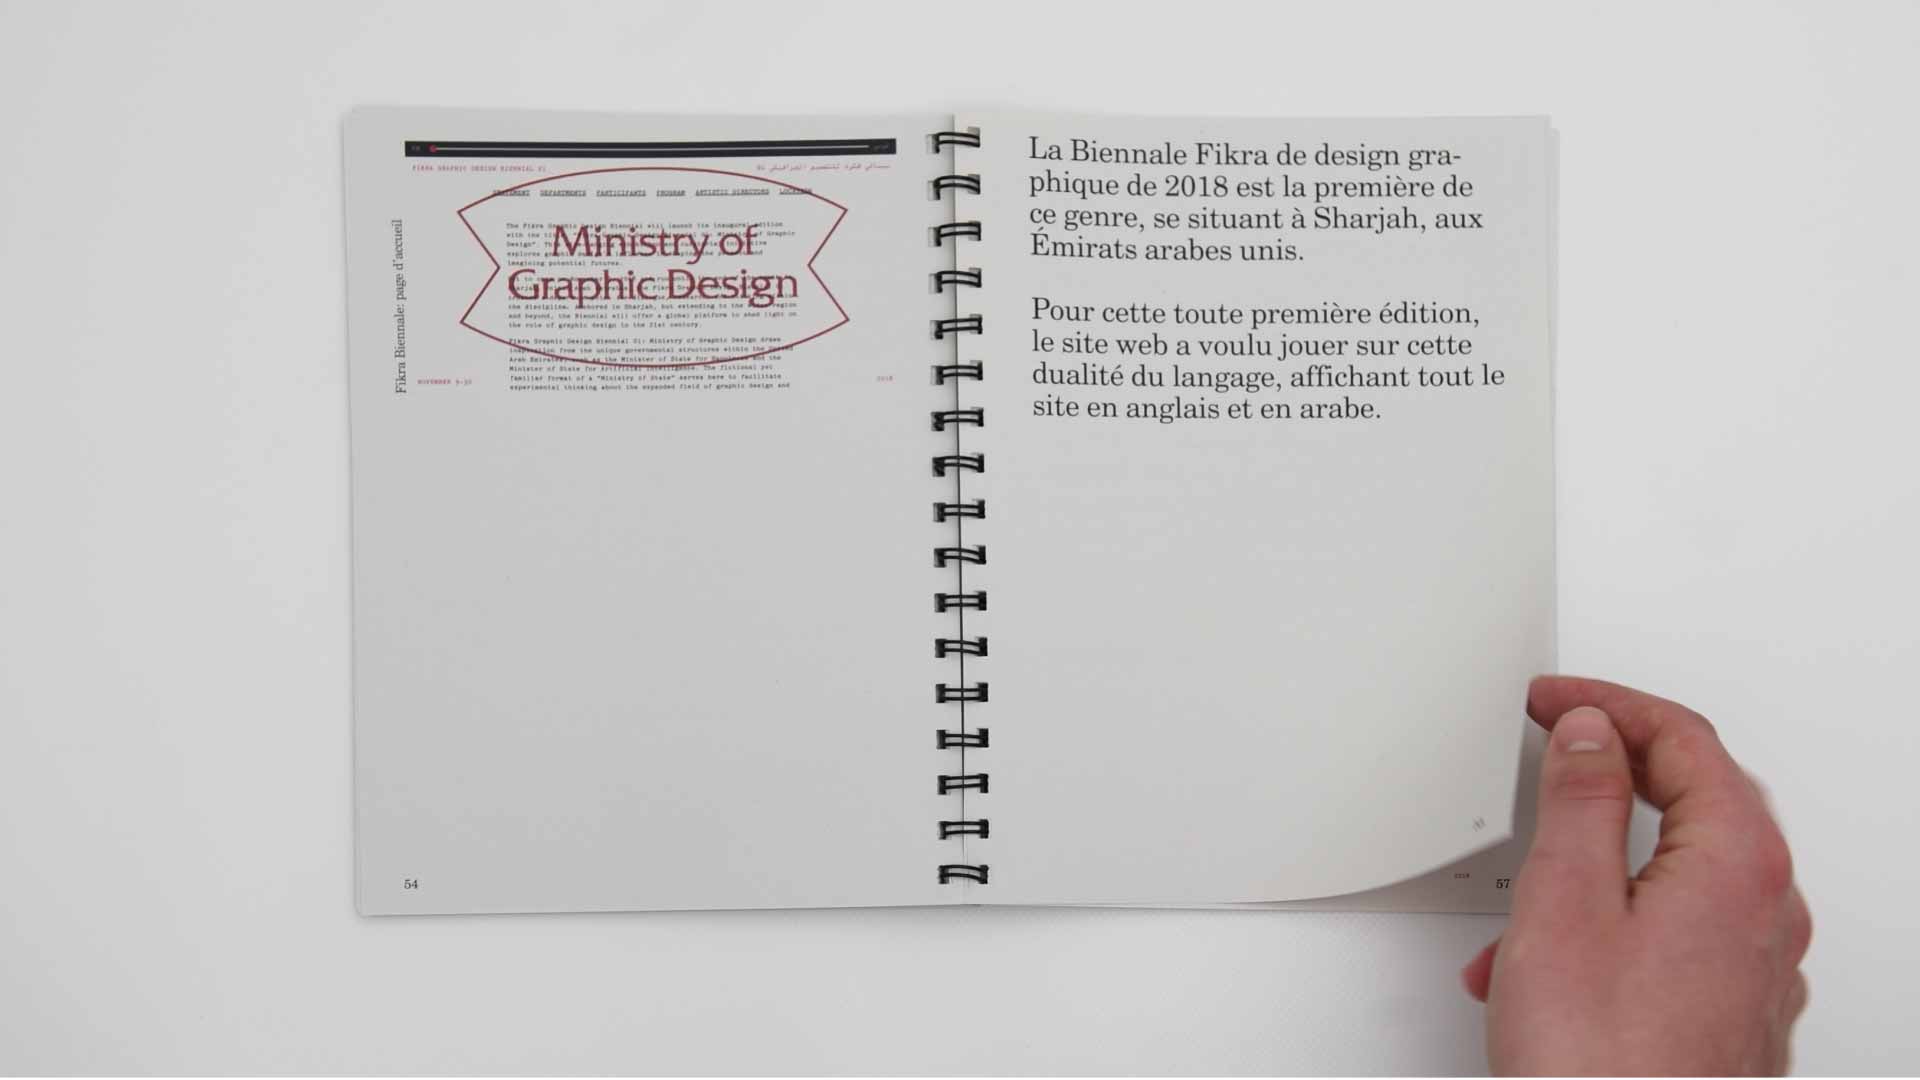 FIKRA GRAPHIC DESIGN BIENNIAL 01
STATEMENT DEPARTMENTS PARTICIPANTS PROGRAM ARTISTIC DIRECTORS LOCATION
Ministry of
Graphic Design
The Fikra Graphic Design Biennial will launch its inaugural edition
with the of Graphic
Design".
explores and
imagining potential futures.
the discipline. Anchored in Sharjah, but extending to the region
and beyond, the Biennial will offer a global platform to shed light on
the role of graphic design in the 21st century.
Fikra Graphic Design Biennial 01: Ministry of Graphic Design draws
inspiration from the unique governmental structures within the United
Arab Emirates, such as the Minister of State for Happiness and the
Minister of State for Artificial Intelligence. The fictional yet
familiar format of a "Ministry of State" serves here to facilitate
experimental thinking about the expanded field of graphic design and
NOVEMBER 9-30
2018
Fikra Biennale: page d'accueil
54
La Biennale Fikra de design gra-
phique de 2018 est la première de
ce genre, se situant à Sharjah, aux
Émirats arabes unis.
Pour cette toute première édition,
le site web a voulu jouer sur cette
dualité du langage, affichant tout le
site en anglais et en arabe.
2018
57